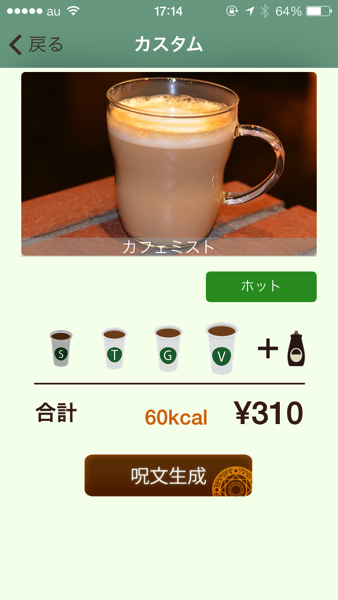 au 17:14 64%
戻る カスタム
カフェミスト
ホット
S T G V +
合計 60kcal ¥310
呪文生成